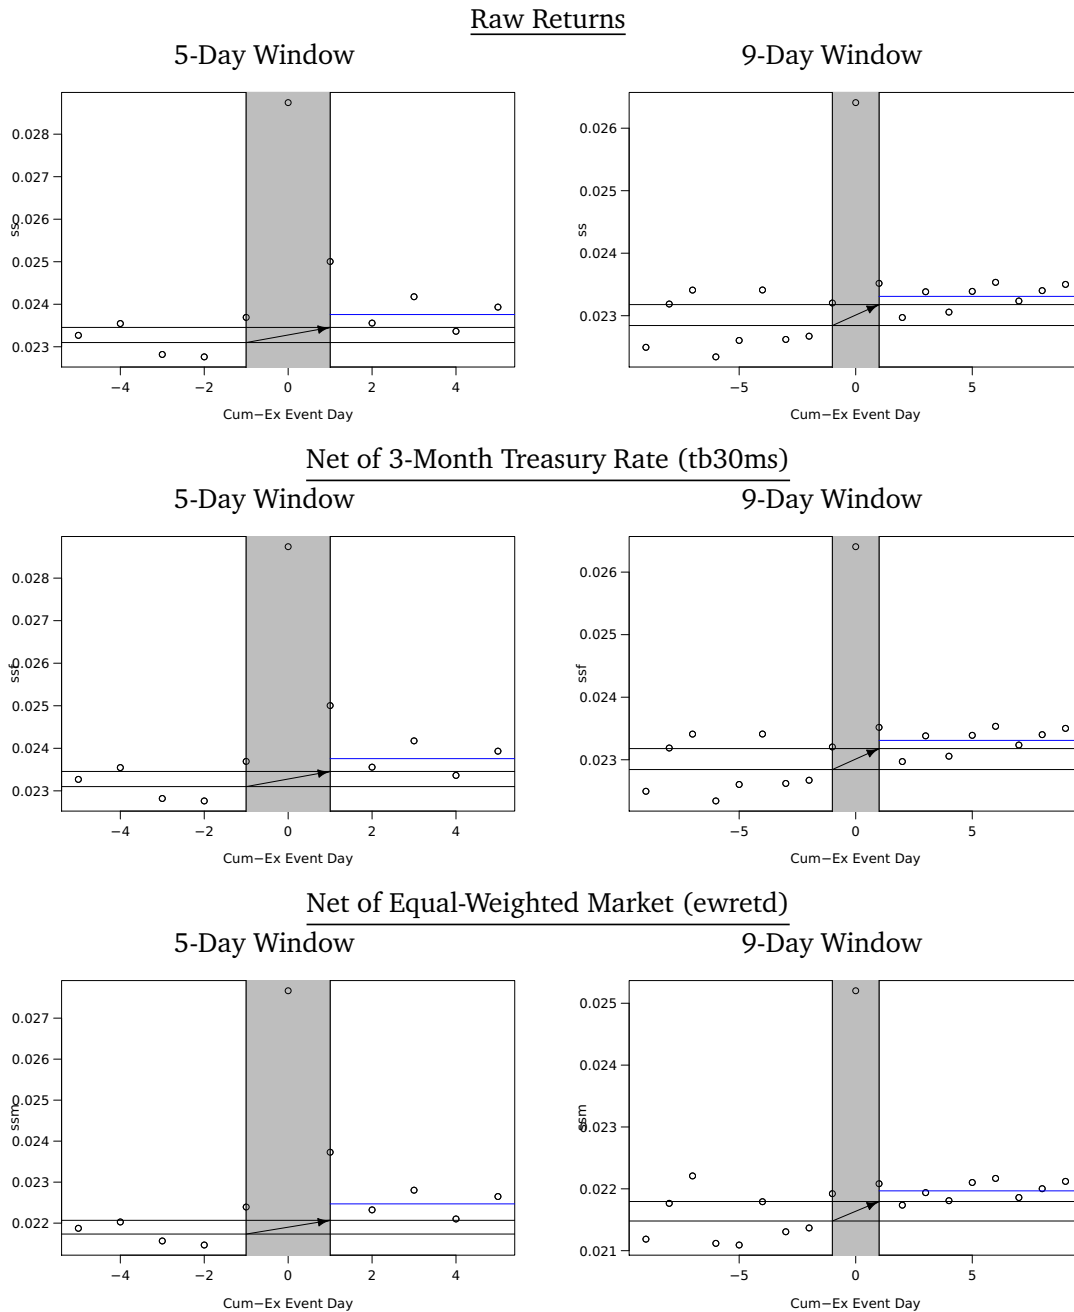 Raw Returns
5-Day Window
9-Day Window
0.028
0.027
0.026
0.025
0.024
0.023
ss
−4 −2 0 2 4
Cum−Ex Event Day
0.026
0.025
0.024
0.023
ss
−5 0 5
Cum−Ex Event Day
Net of 3-Month Treasury Rate (tb30ms)
5-Day Window
9-Day Window
0.028
0.027
0.026
0.025
0.024
0.023
ssf
−4 −2 0 2 4
Cum−Ex Event Day
0.026
0.025
0.024
0.023
ssf
−5 0 5
Cum−Ex Event Day
Net of Equal-Weighted Market (ewretd)
5-Day Window
9-Day Window
0.027
0.026
0.025
0.024
0.023
0.022
ssm
−4 −2 0 2 4
Cum−Ex Event Day
0.025
0.024
0.023
0.022
0.021
ssm
−5 0 5
Cum−Ex Event Day